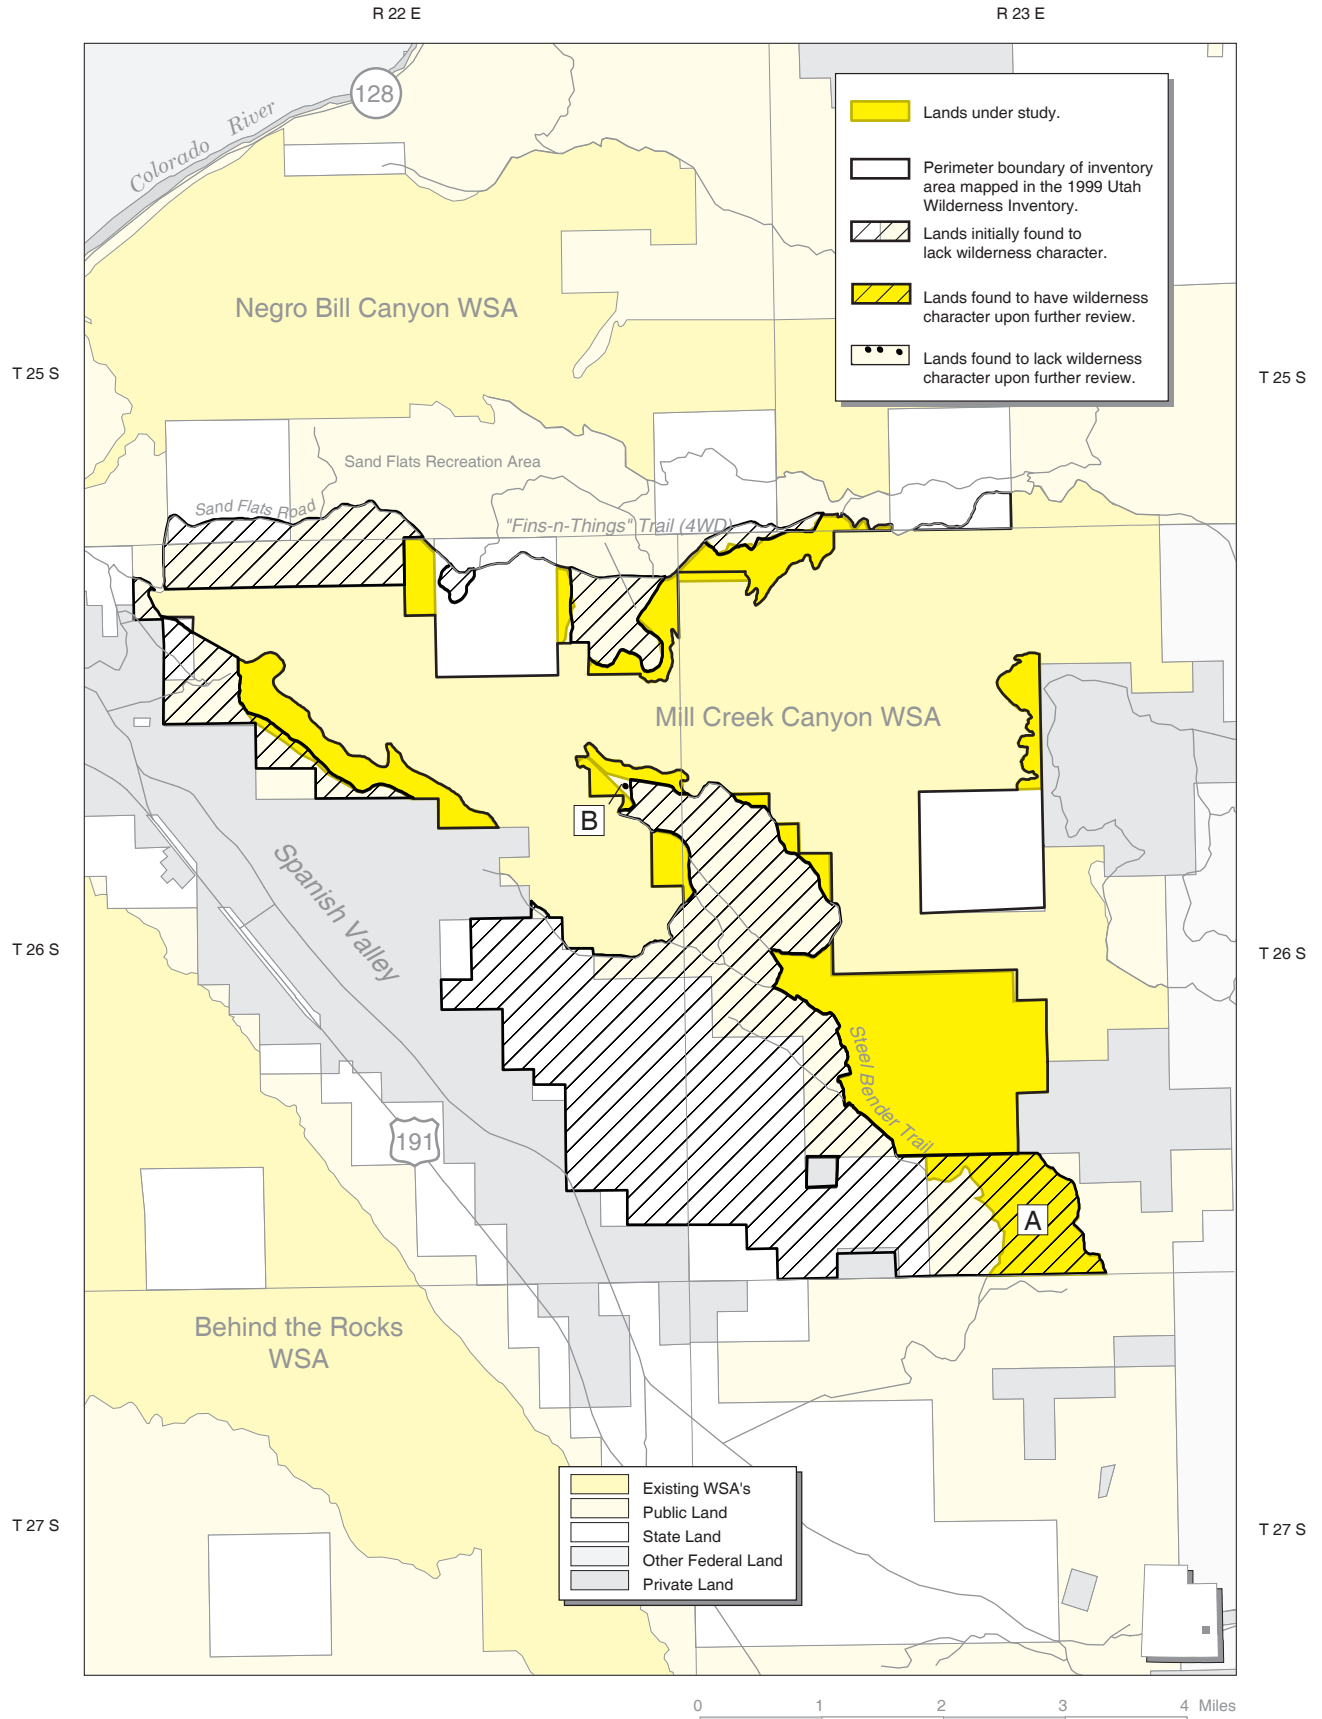 R 22 E
R 23 E
128
Colorado River
Lands under study.
Perimeter boundary of inventory
area mapped in the 1999 Utah
Wilderness Inventory.
Lands initially found to
lack wilderness character.
Lands found to have wilderness
character upon further review.
Lands found to lack wilderness
character upon further review.
Negro Bill Canyon WSA
T 25 S
T 25 S
Sand Flats Recreation Area
Sand Flats Road
"Fins-n-Things" Trail (4WD)
Mill Creek Canyon WSA
B
Spanish Valley
T 26 S
T 26 S
Steel Bender Trail
191
A
Behind the Rocks
WSA
Existing WSA's
Public Land
State Land
Other Federal Land
Private Land
T 27 S
T 27 S
0 1 2 3 4 Miles